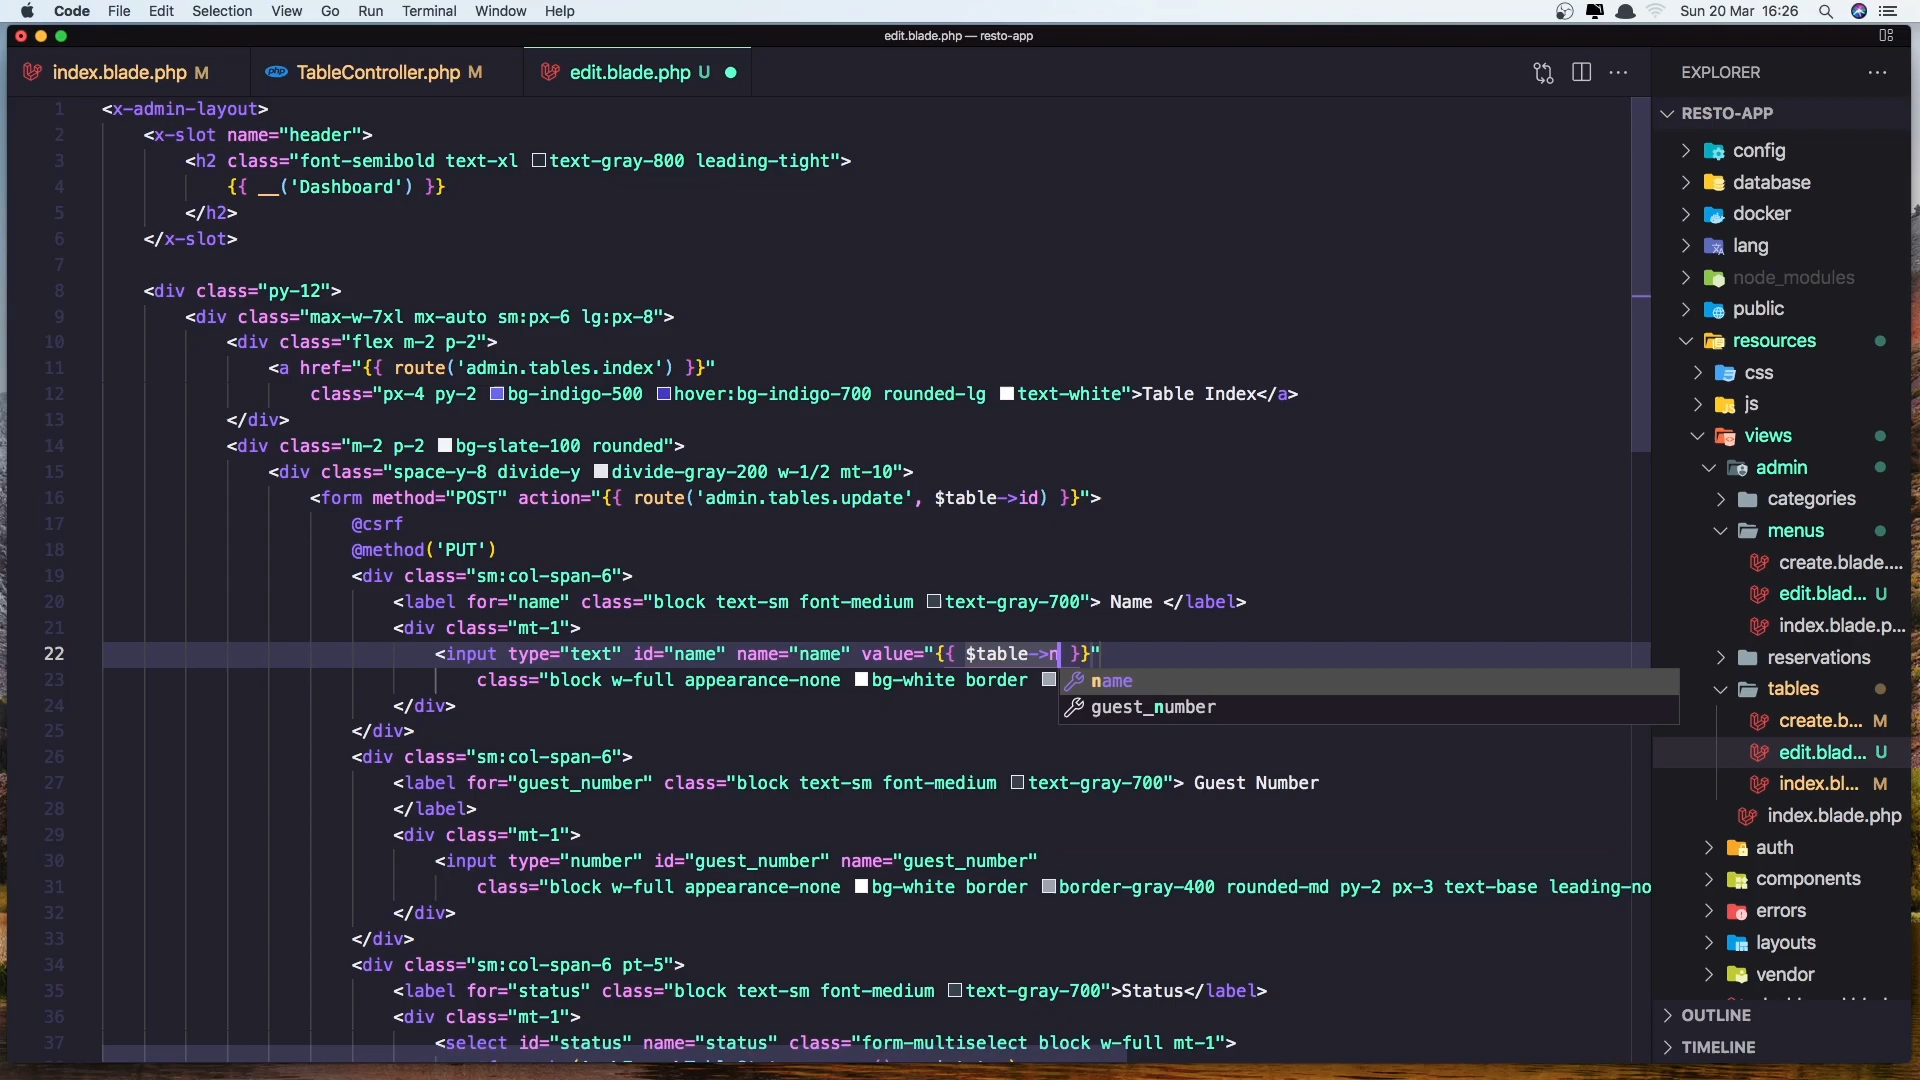 Code File Edit Selection View Go Run Terminal Window Help Sun 20 Mar 16:26
edit.blade.php — resto-app
index.blade.php M TableController.php M edit.blade.php U
1 <x-admin-layout>
2 <x-slot name="header">
3 <h2 class="font-semibold text-xl text-gray-800 leading-tight">
4 {{ __('Dashboard') }}
5 </h2>
6 </x-slot>
7
8 <div class="py-12">
9 <div class="max-w-7xl mx-auto sm:px-6 lg:px-8">
10 <div class="flex m-2 p-2">
11 <a href="{{ route('admin.tables.index') }}"
12 class="px-4 py-2 bg-indigo-500 hover:bg-indigo-700 rounded-lg text-white">Table Index</a>
13 </div>
14 <div class="m-2 p-2 bg-slate-100 rounded">
15 <div class="space-y-8 divide-y divide-gray-200 w-1/2 mt-10">
16 <form method="POST" action="{{ route('admin.tables.update', $table->id) }}">
17 @csrf
18 @method('PUT')
19 <div class="sm:col-span-6">
20 <label for="name" class="block text-sm font-medium text-gray-700"> Name </label>
21 <div class="mt-1">
22 <input type="text" id="name" name="name" value="{{ $table->n }}"
23 class="block w-full appearance-none bg-white border
name
guest_number
24 </div>
25 </div>
26 <div class="sm:col-span-6">
27 <label for="guest_number" class="block text-sm font-medium text-gray-700"> Guest Number
28 </label>
29 <div class="mt-1">
30 <input type="number" id="guest_number" name="guest_number"
31 class="block w-full appearance-none bg-white border border-gray-400 rounded-md py-2 px-3 text-base leading-no
32 </div>
33 </div>
34 <div class="sm:col-span-6 pt-5">
35 <label for="status" class="block text-sm font-medium text-gray-700">Status</label>
36 <div class="mt-1">
37 <select id="status" name="status" class="form-multiselect block w-full mt-1">
EXPLORER
RESTO-APP
config
database
docker
lang
node_modules
public
resources
css
js
views
admin
categories
menus
create.blade....
edit.blad... U
index.blade.p...
reservations
tables
create.b... M
edit.blad... U
index.bl... M
index.blade.php
auth
components
errors
layouts
vendor
OUTLINE
TIMELINE